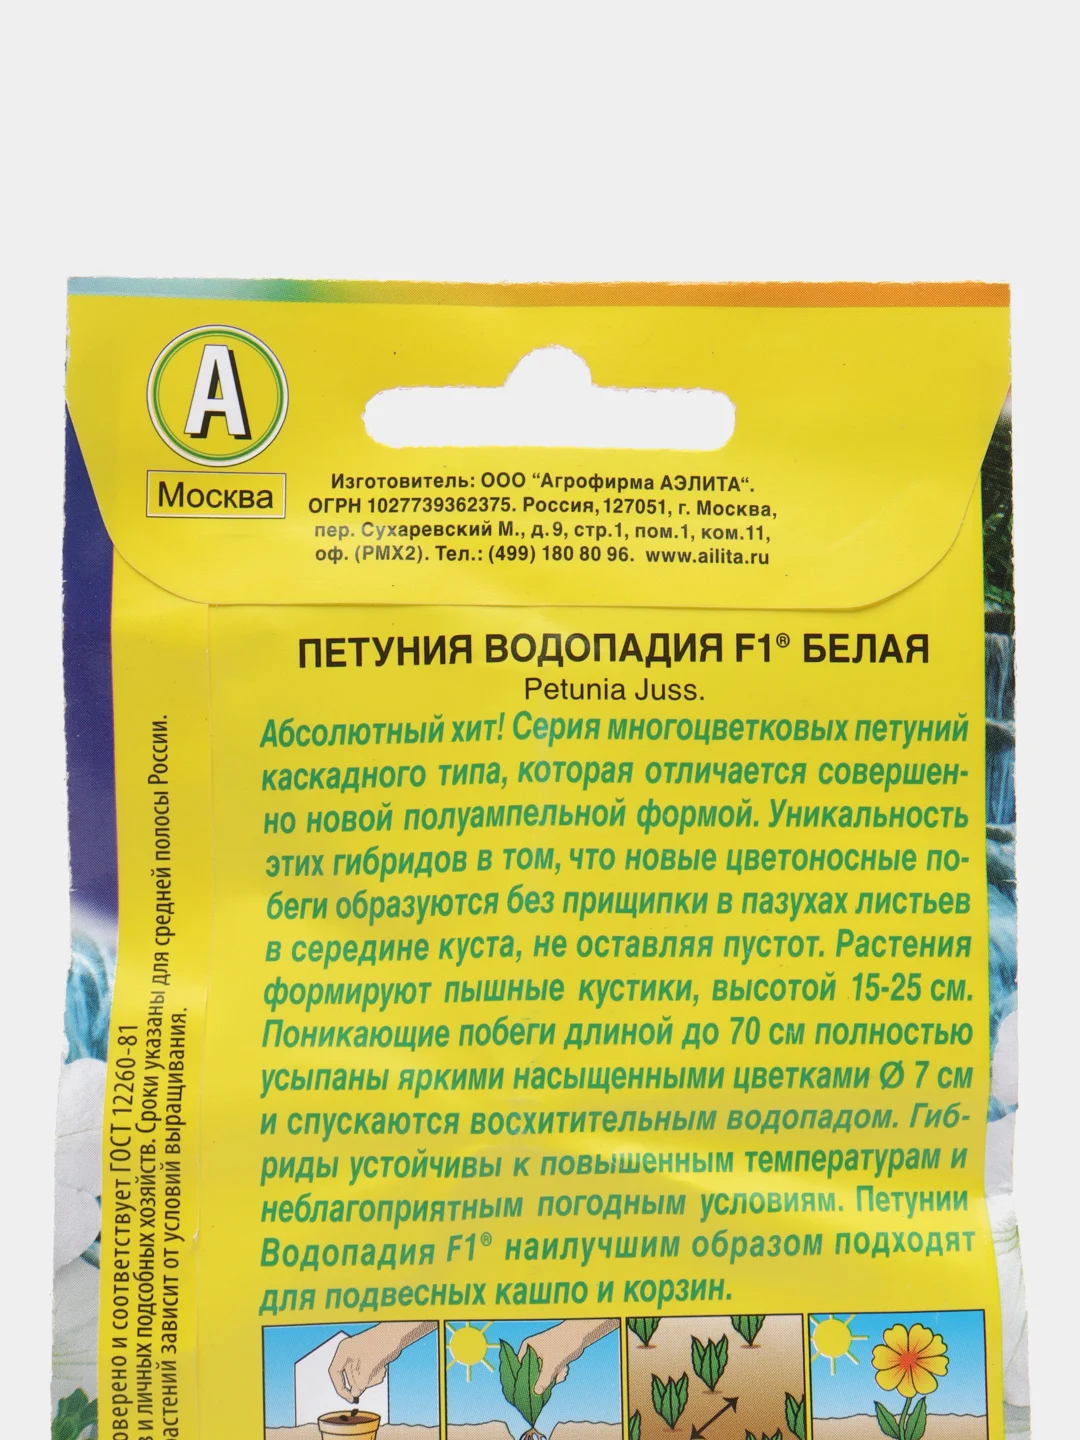 А
Москва
Изготовитель: ООО “Агрофирма АЭЛИТА“.
ОГРН 1027739362375. Россия, 127051, г. Москва,
пер. Сухаревский М., д.9, стр.1, пом.1, ком.11,
оф. (РМХ2). Тел.: (499) 180 80 96. www.ailita.ru
ПЕТУНИЯ ВОДОПАДИЯ F1® БЕЛАЯ
Petunia Juss.
Абсолютный хит! Серия многоцветковых петуний
каскадного типа, которая отличается совершен-
но новой полуампельной формой. Уникальность
этих гибридов в том, что новые цветоносные по-
беги образуются без прищипки в пазухах листьев
в середине куста, не оставляя пустот. Растения
формируют пышные кустики, высотой 15-25 см.
Поникающие побеги длиной до 70 см полностью
усыпаны яркими насыщенными цветками Ø 7 см
и спускаются восхитительным водопадом. Гиб-
риды устойчивы к повышенным температурам и
неблагоприятным погодным условиям. Петунии
Водопадия F1® наилучшим образом подходят
для подвесных кашпо и корзин.
и соответствует ГОСТ 12260-81
и личных подсобных хозяйств. Сроки указаны для средней полосы России.
зависит от условий выращивания.